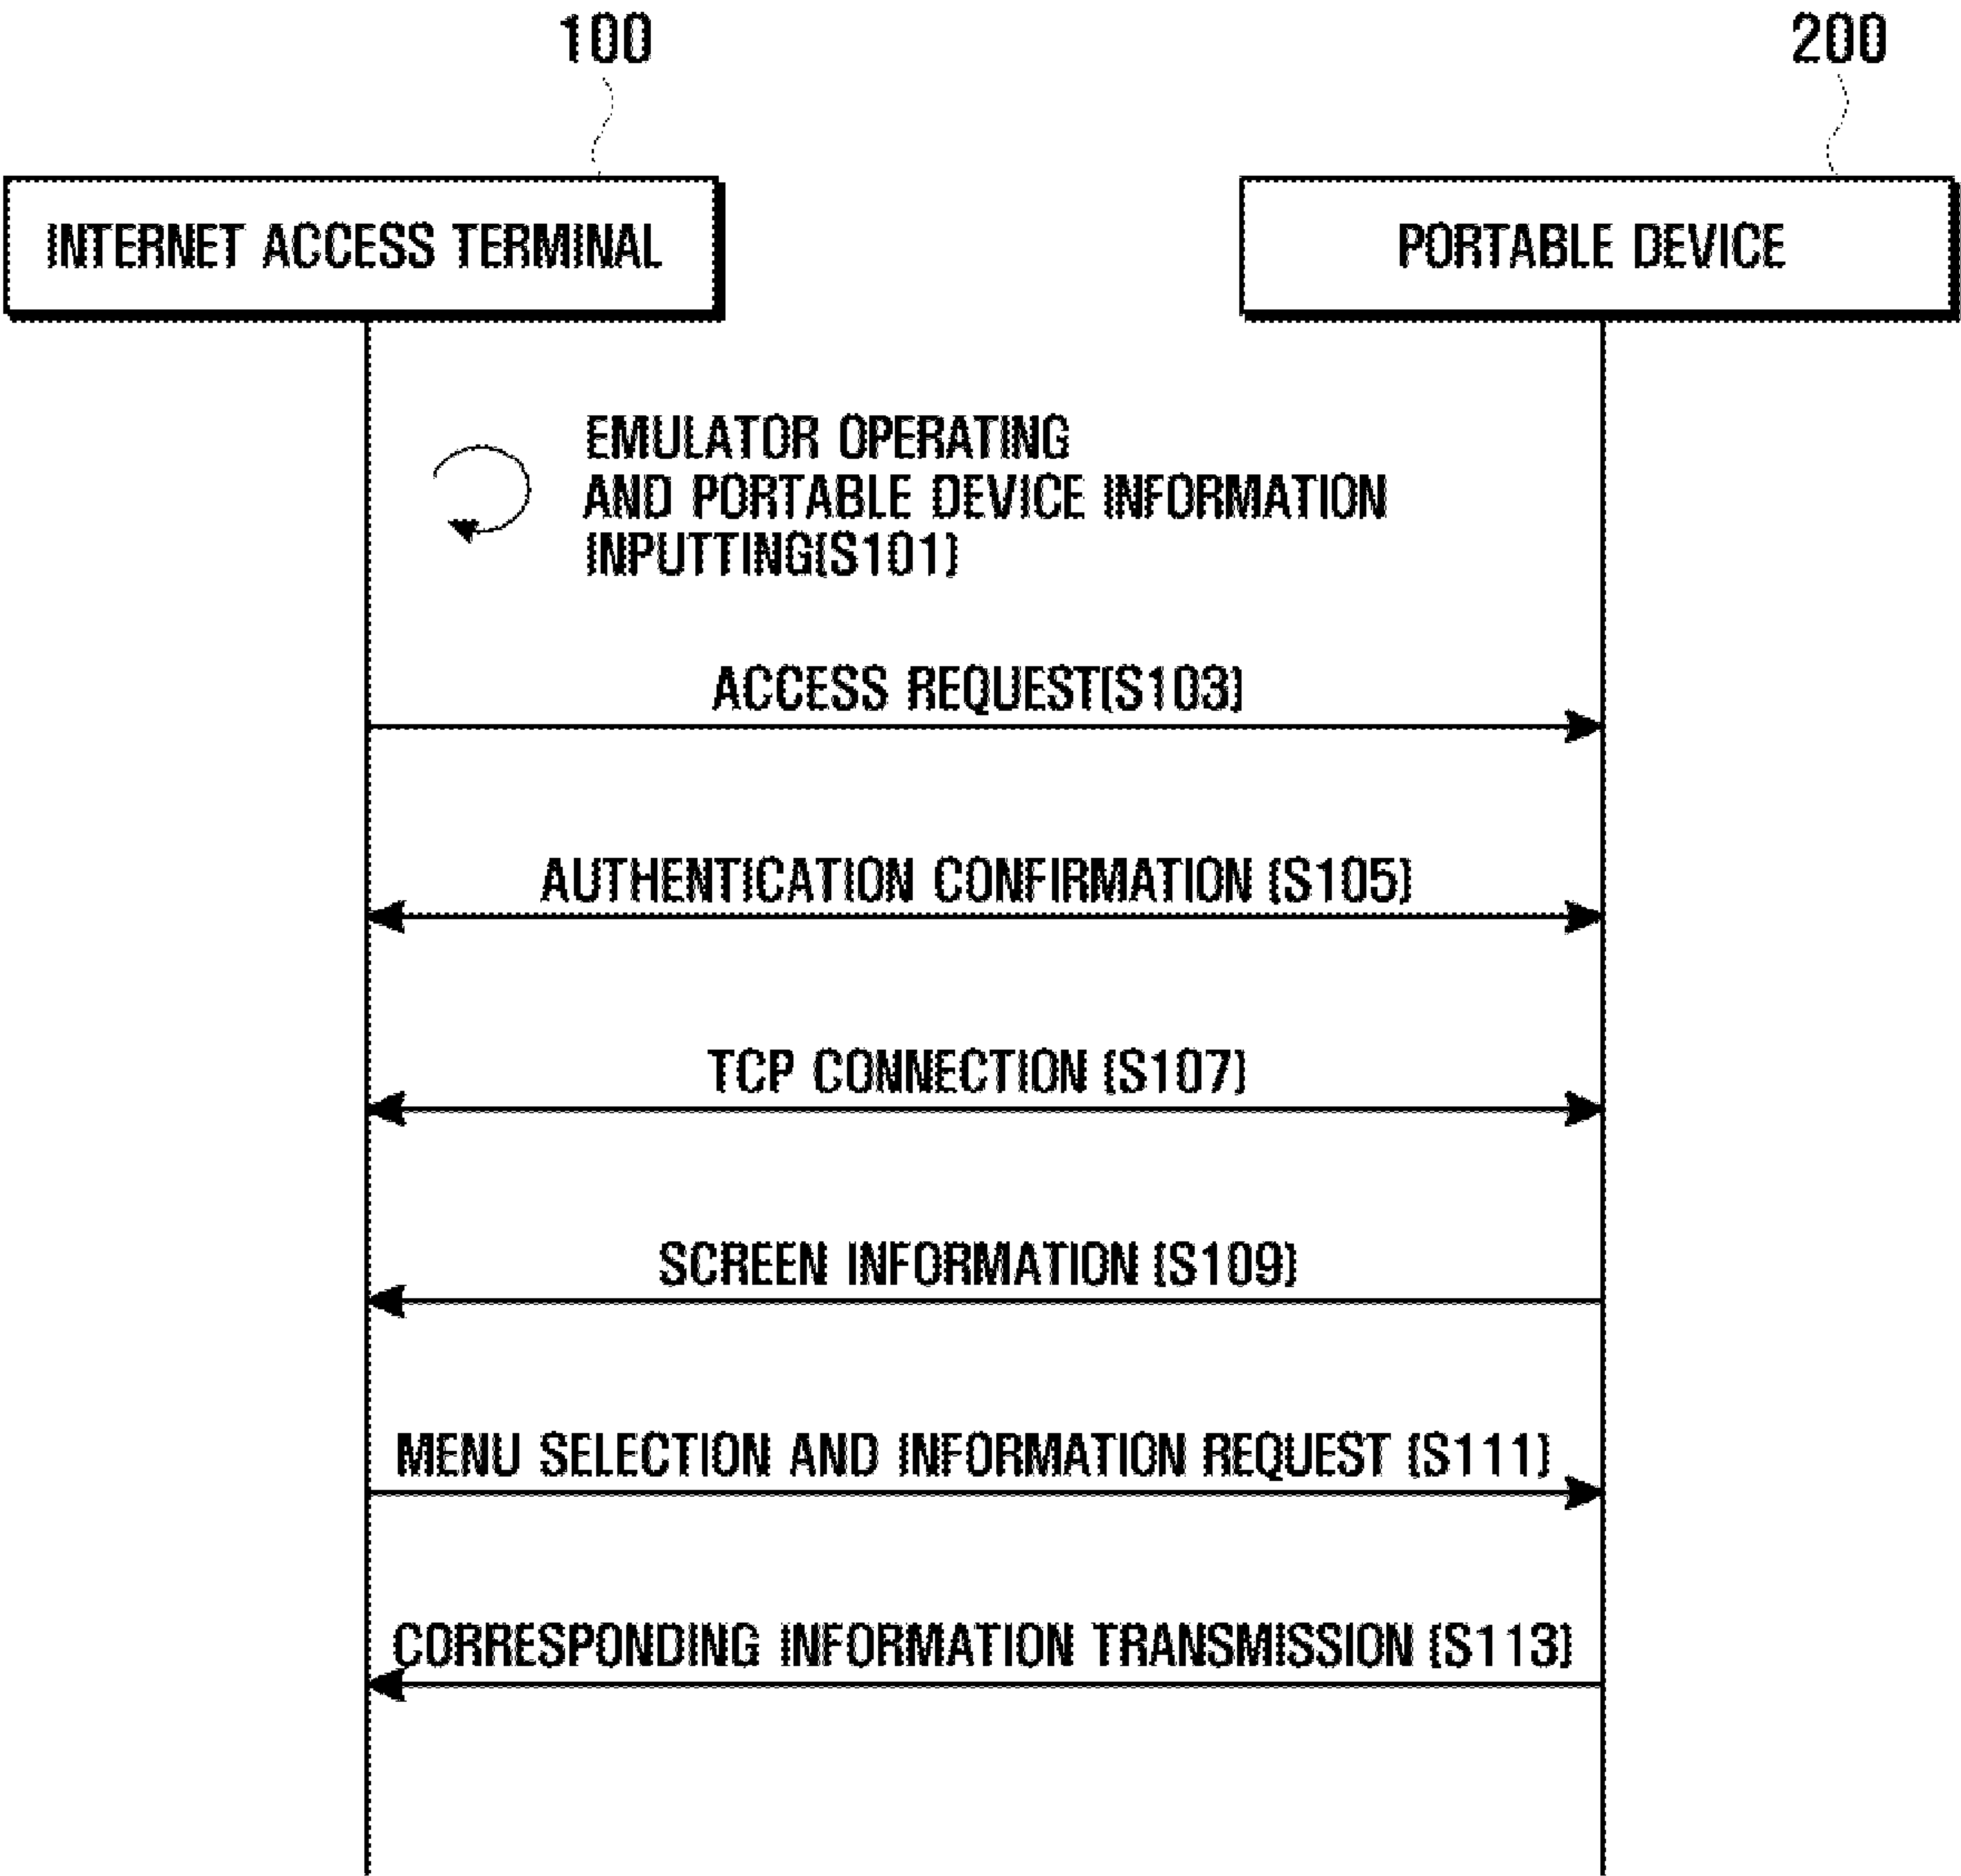 100
200
INTERNET ACCESS TERMINAL
PORTABLE DEVICE
EMULATOR OPERATING
AND PORTABLE DEVICE INFORMATION
INPUTTING(S101)
ACCESS REQUEST(S103)
AUTHENTICATION CONFIRMATION (S105)
TCP CONNECTION (S107)
SCREEN INFORMATION (S109)
MENU SELECTION AND INFORMATION REQUEST (S111)
CORRESPONDING INFORMATION TRANSMISSION (S113)